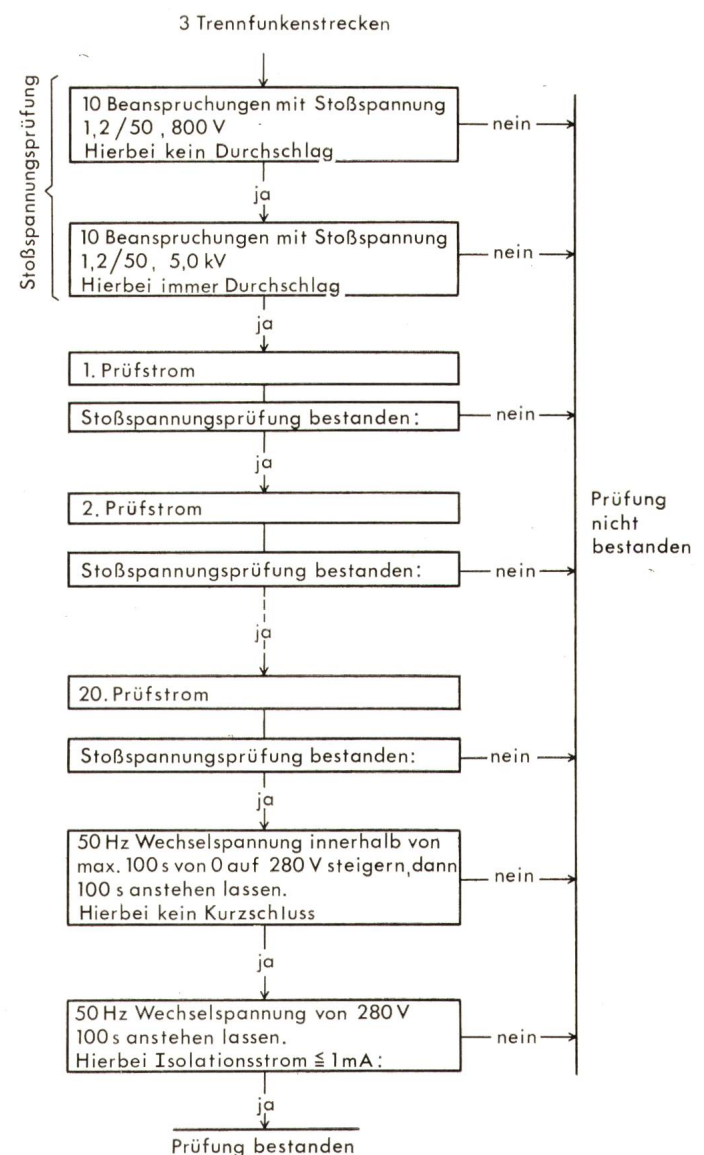 3 Trennfunkenstrecken
Stoßspannungsprüfung
10 Beanspruchungen mit Stoßspannung
1,2/50 , 800 V
Hierbei kein Durchschlag
nein
ja
10 Beanspruchungen mit Stoßspannung
1,2/50, 5,0 kV
Hierbei immer Durchschlag
nein
ja
1. Prüfstrom
Stoßspannungsprüfung bestanden:
nein
ja
2. Prüfstrom
Stoßspannungsprüfung bestanden:
nein
ja
20. Prüfstrom
Stoßspannungsprüfung bestanden:
nein
ja
50 Hz Wechselspannung innerhalb von
max. 100 s von 0 auf 280 V steigern, dann
100 s anstehen lassen.
Hierbei kein Kurzschluss
nein
ja
50 Hz Wechselspannung von 280 V
100 s anstehen lassen.
Hierbei Isolationsstrom ≦ 1 mA:
nein
ja
Prüfung bestanden
Prüfung
nicht
bestanden